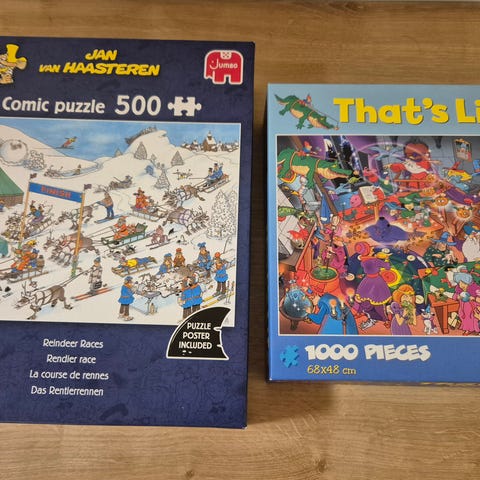 JAN
VAN HAASTEREN
Jumbo
Comic puzzle 500
FINISH
PUZZLE
POSTER
INCLUDED
Reindeer Races
Rendier race
La course de rennes
Das Rentierrennen
That's Li
1000 PIECES
68x48 cm